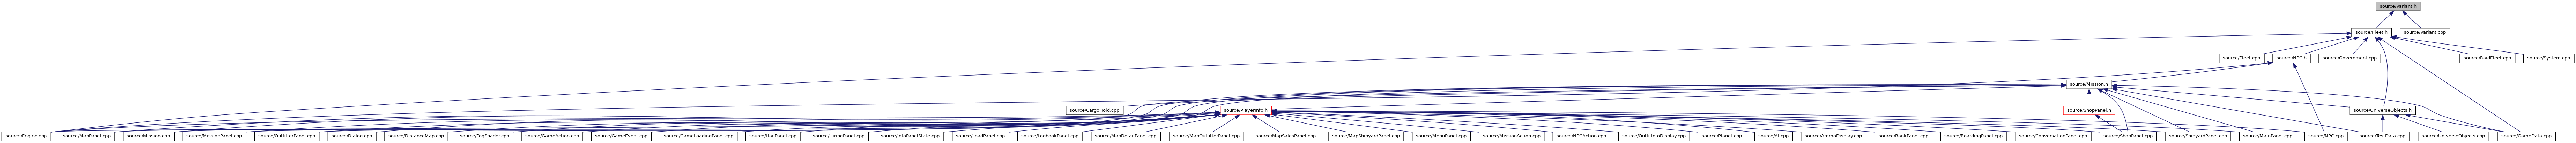 source/Variant.h
source/Fleet.h
source/Variant.cpp
source/Fleet.cpp
source/NPC.h
source/Government.cpp
source/RaidFleet.cpp
source/System.cpp
source/Mission.h
source/CargoHold.cpp
source/PlayerInfo.h
source/ShopPanel.h
source/UniverseObjects.h
source/Engine.cpp
source/MapPanel.cpp
source/Mission.cpp
source/MissionPanel.cpp
source/OutfitterPanel.cpp
source/Dialog.cpp
source/DistanceMap.cpp
source/FogShader.cpp
source/GameAction.cpp
source/GameEvent.cpp
source/GameLoadingPanel.cpp
source/HailPanel.cpp
source/HiringPanel.cpp
source/InfoPanelState.cpp
source/LoadPanel.cpp
source/LogbookPanel.cpp
source/MapDetailPanel.cpp
source/MapOutfitterPanel.cpp
source/MapSalesPanel.cpp
source/MapShipyardPanel.cpp
source/MenuPanel.cpp
source/MissionAction.cpp
source/NPCAction.cpp
source/OutfitInfoDisplay.cpp
source/Planet.cpp
source/AI.cpp
source/AmmoDisplay.cpp
source/BankPanel.cpp
source/BoardingPanel.cpp
source/ConversationPanel.cpp
source/ShopPanel.cpp
source/ShipyardPanel.cpp
source/MainPanel.cpp
source/NPC.cpp
source/TestData.cpp
source/UniverseObjects.cpp
source/GameData.cpp